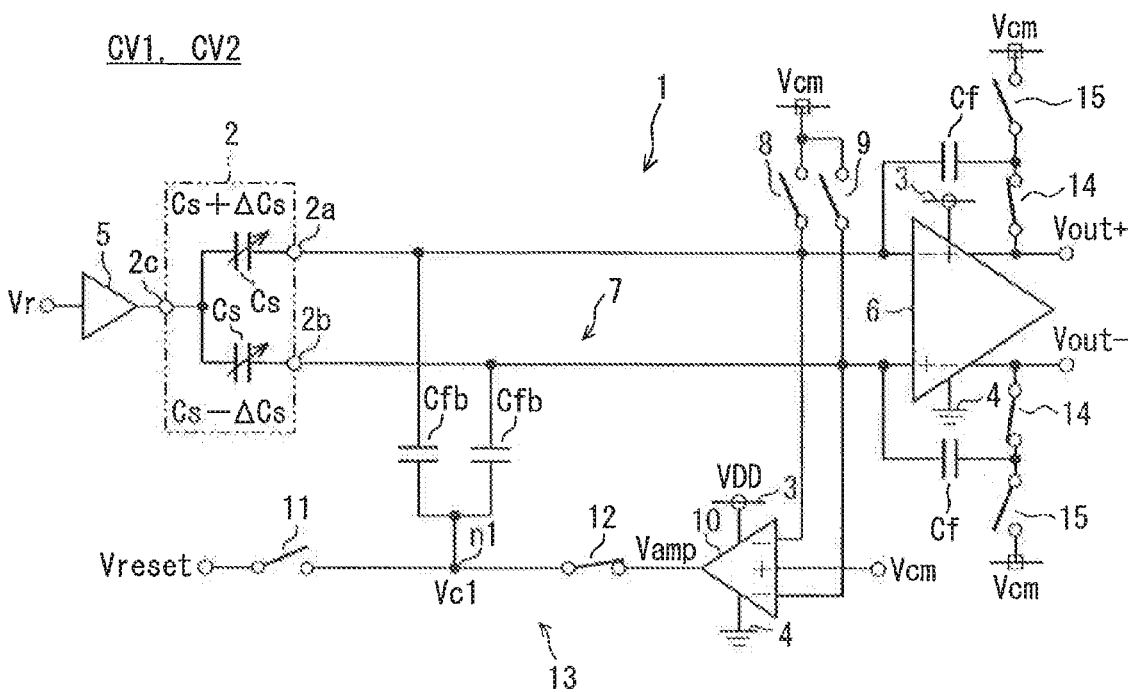 CV1, CV2
1
Vcm
Vcm
Cf
15
2
8
9
3
14
Cs+ΔCs
2a
Vout+
5
2c
Cs
7
Vr
Cs
2b
6
Vout−
Cs−ΔCs
4
14
Cfb
Cfb
VDD
3
Cf
15
11
n1
12
Vamp
10
Vreset
Vc1
Vcm
Vcm
4
13